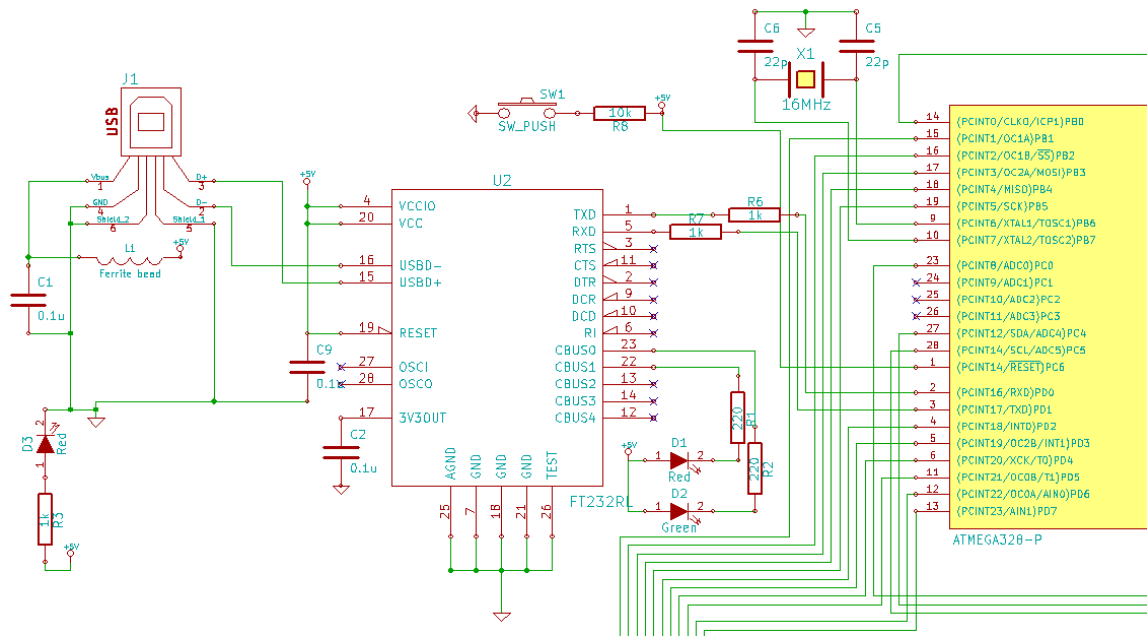 J1
USB
Vbus
1
D+
3
GND
4
D-
2
Shield_2
6
Shield_1
5
L1
Ferrite bead
+5V
C1
0.1u
D3
Red
2
1
1k
R3
+5V
+5V
C9
C2
0.1u
SW1
SW_PUSH
10k
R8
+5V
C6
22p
X1
16MHz
C5
22p
U2
4 VCCIO
20 VCC
16 USBD-
15 USBD+
19 RESET
27 OSCI
28 OSCO
17 3V3OUT
TXD 1
RXD 5
RTS 3
CTS 11
DTR 2
DCR 9
DCD 10
RI 6
CBUS0 23
CBUS1 22
CBUS2 13
CBUS3 14
CBUS4 12
AGND GND GND GND TEST
25 7 18 21 26
FT232RL
R6
1k
R7
1k
220
R1
220
R2
+5V
1 D1 2
Red
1 D2 2
Green
14 (PCINT0/CLKO/ICP1)PB0
15 (PCINT1/OC1A)PB1
16 (PCINT2/OC1B/SS)PB2
17 (PCINT3/OC2A/MOSI)PB3
18 (PCINT4/MISO)PB4
19 (PCINT5/SCK)PB5
9 (PCINT6/XTAL1/TOSC1)PB6
10 (PCINT7/XTAL2/TOSC2)PB7
23 (PCINT8/ADC0)PC0
24 (PCINT9/ADC1)PC1
25 (PCINT10/ADC2)PC2
26 (PCINT11/ADC3)PC3
27 (PCINT12/SDA/ADC4)PC4
28 (PCINT14/SCL/ADC5)PC5
1 (PCINT14/RESET)PC6
2 (PCINT16/RXD)PD0
3 (PCINT17/TXD)PD1
4 (PCINT18/INT0)PD2
5 (PCINT19/OC2B/INT1)PD3
6 (PCINT20/XCK/T0)PD4
11 (PCINT21/OC0B/T1)PD5
12 (PCINT22/OC0A/AIN0)PD6
13 (PCINT23/AIN1)PD7
ATMEGA328-P